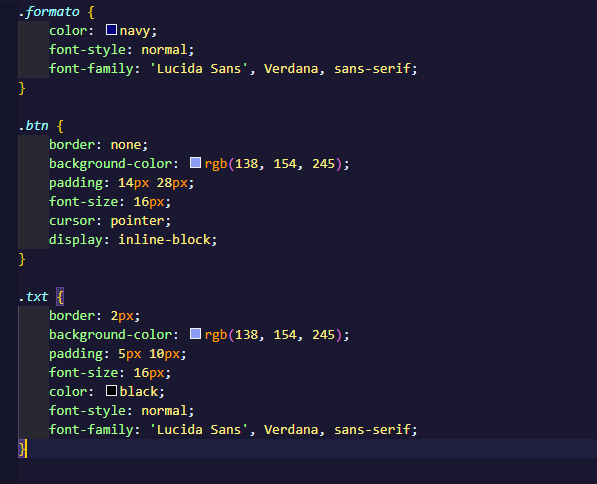 .formato {
color: navy;
font-style: normal;
font-family: 'Lucida Sans', Verdana, sans-serif;
}
.btn {
border: none;
background-color: rgb(138, 154, 245);
padding: 14px 28px;
font-size: 16px;
cursor: pointer;
display: inline-block;
}
.txt {
border: 2px;
background-color: rgb(138, 154, 245);
padding: 5px 10px;
font-size: 16px;
color: black;
font-style: normal;
font-family: 'Lucida Sans', Verdana, sans-serif;
}